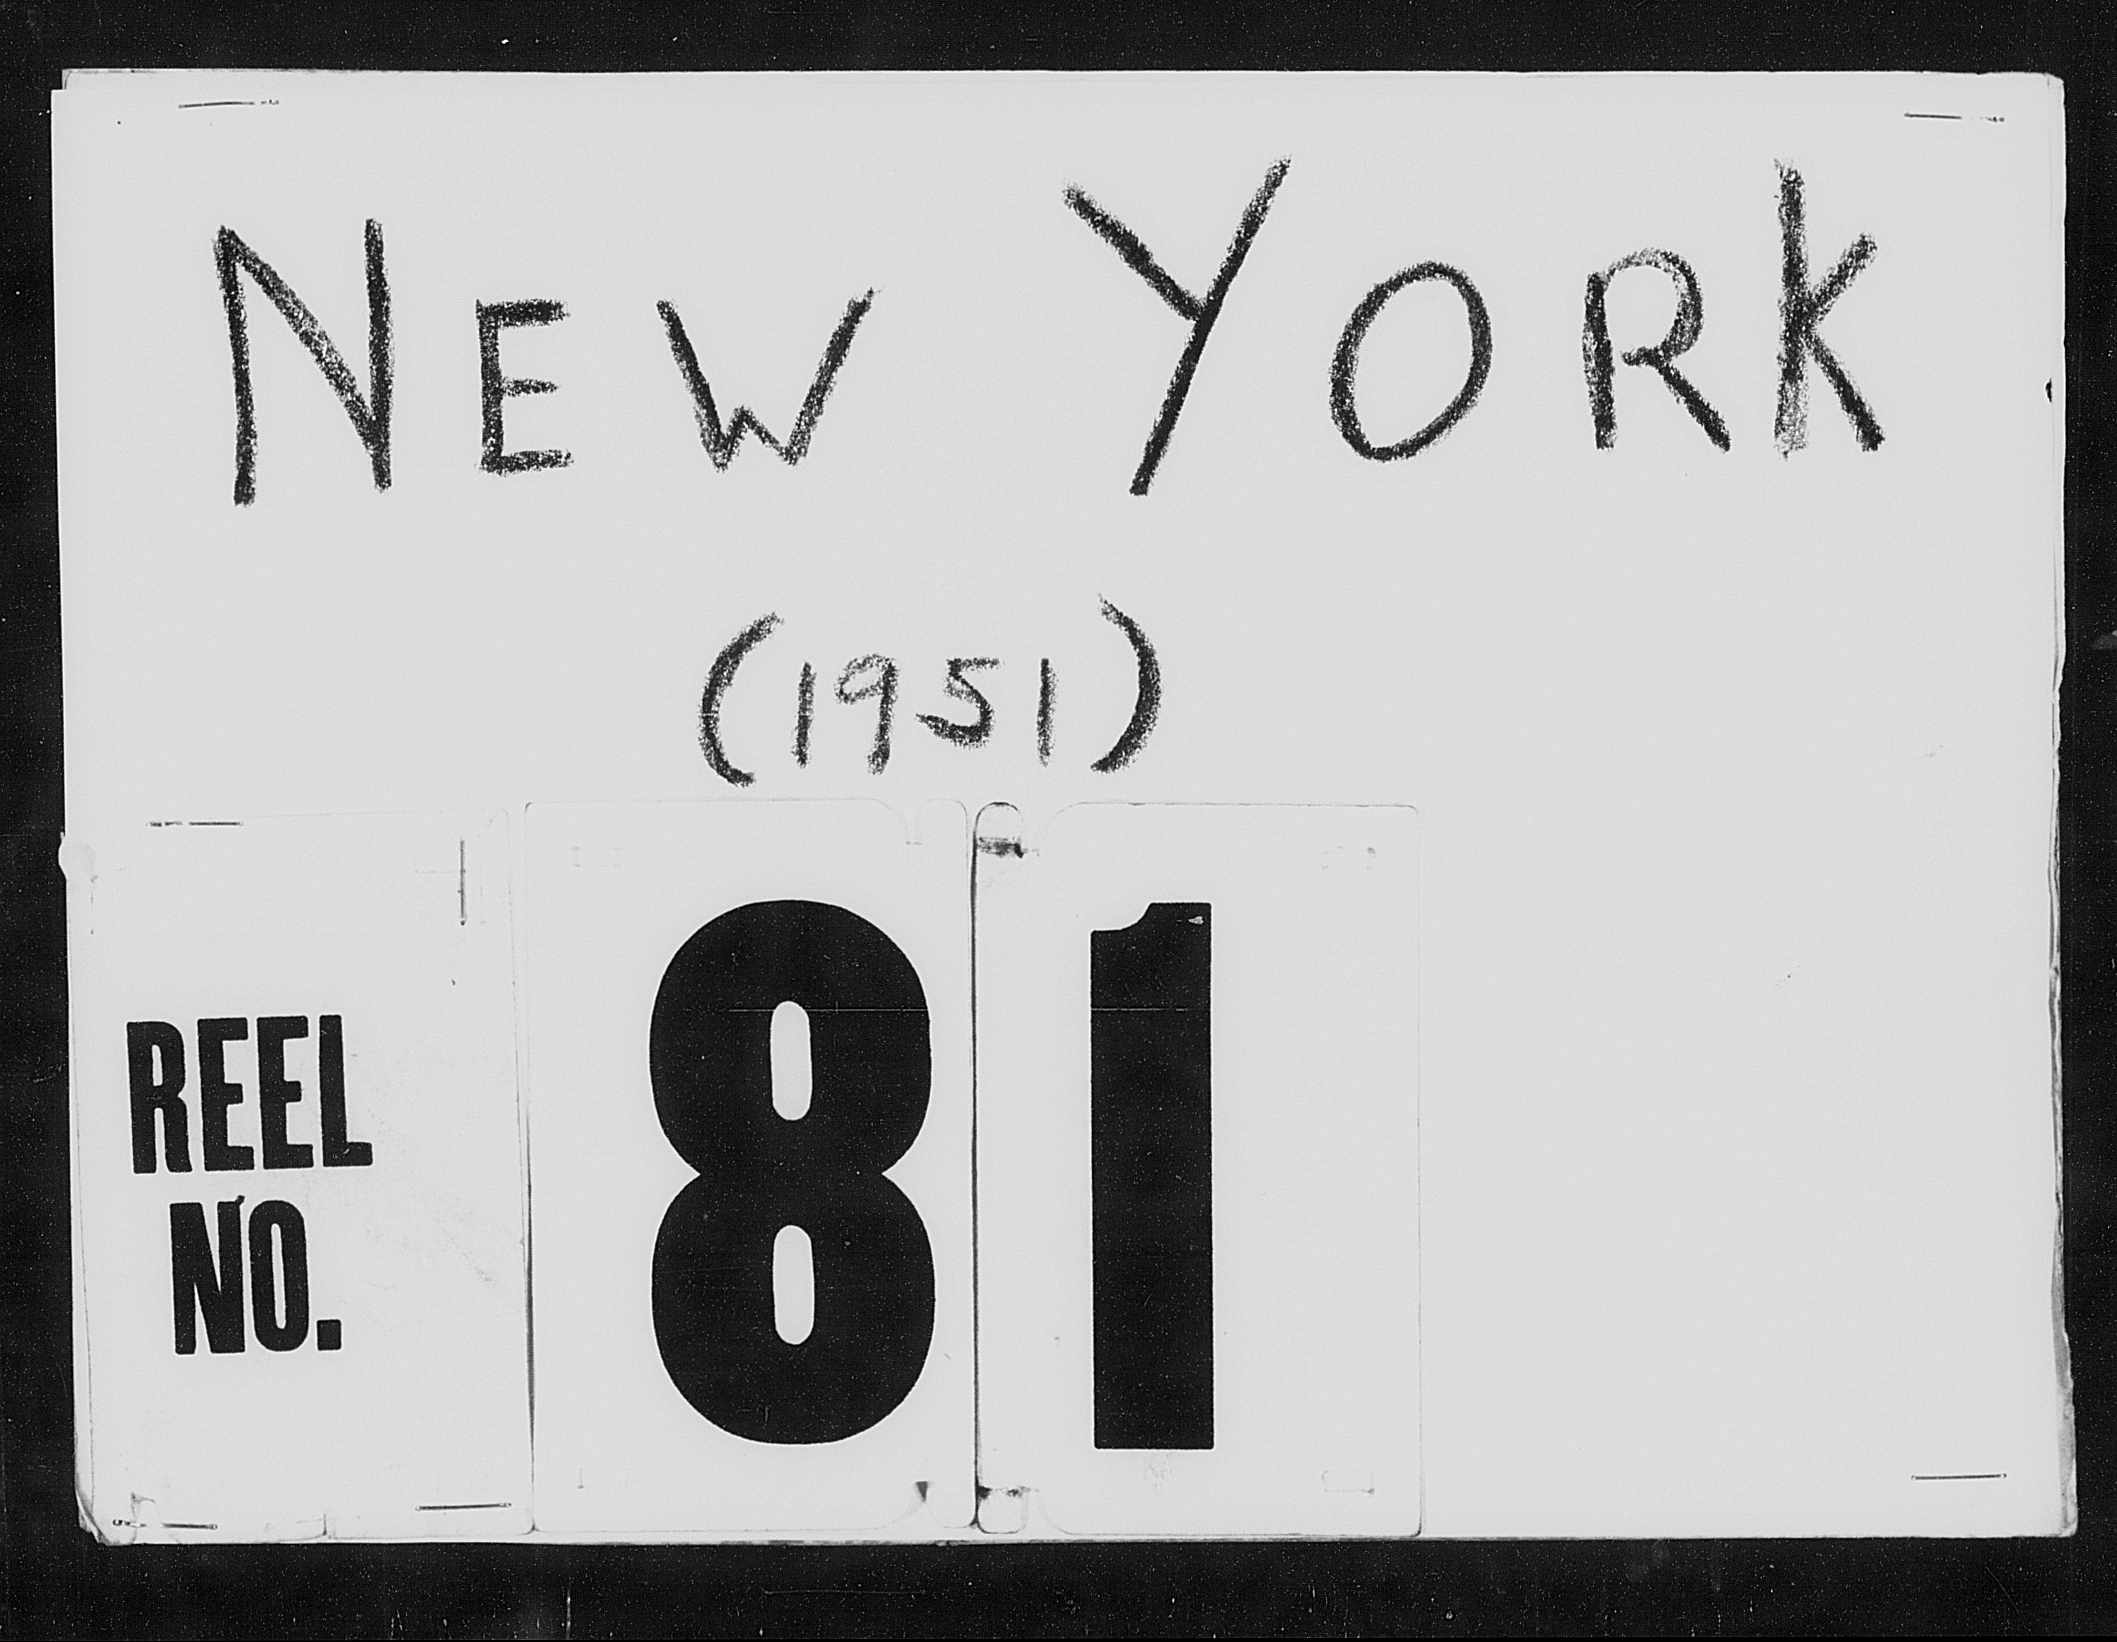 NEW YORK
(1951)
REEL
NO.
81